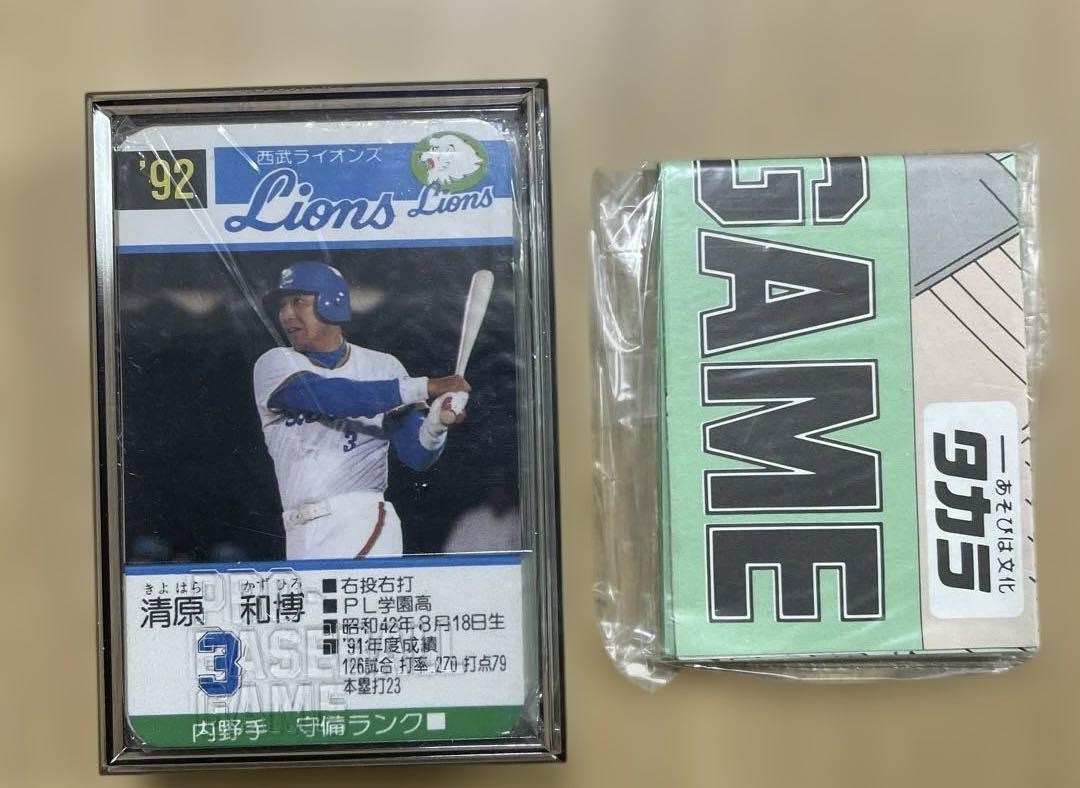 '92
西武ライオンズ
Lions
Lions
3
きよはら かずひろ
清原 和博
3
■右投右打
■PL学園高
■昭和42年8月18日生
■'91年度成績
126試合 打率.270 打点79
本塁打23
PRO-
BASEBALL
GAME
内野手 守備ランク■
GAME
―あそびは文化
タカラ